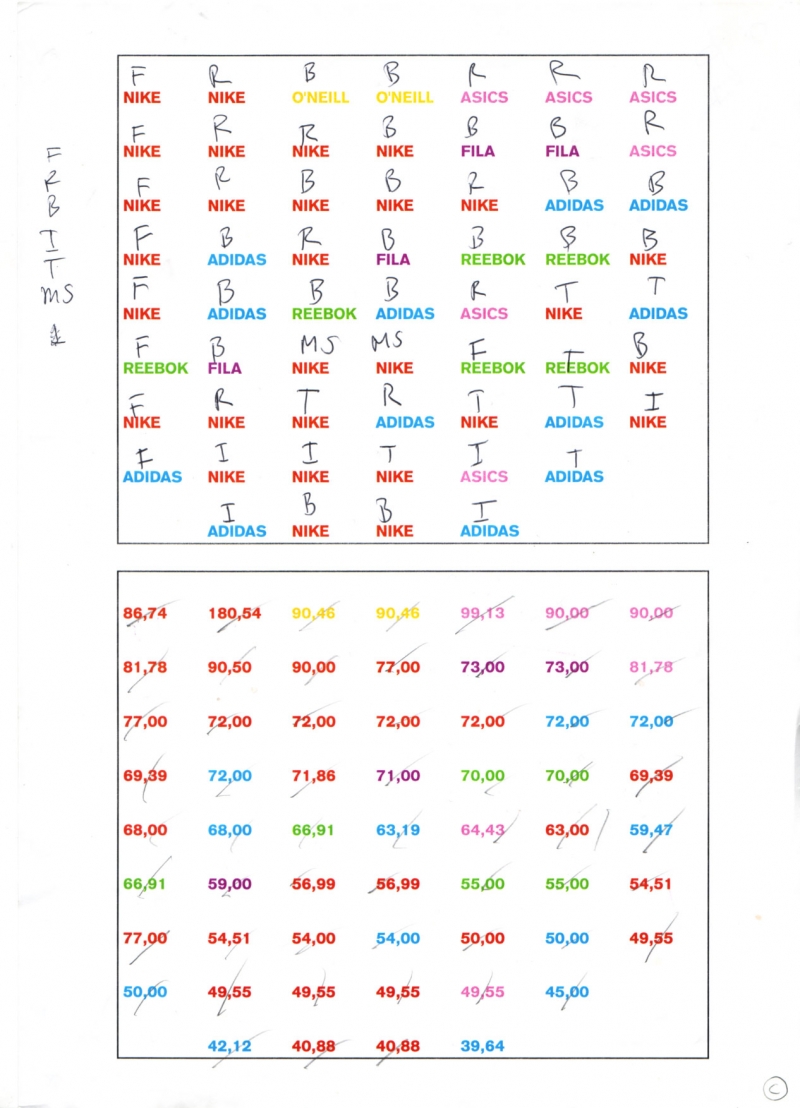 F R B B R R R
NIKE NIKE O'NEILL O'NEILL ASICS ASICS ASICS
F R R B B B R
NIKE NIKE NIKE NIKE FILA FILA ASICS
F
R
B
I
T
MS
F R B B R B B
NIKE NIKE NIKE NIKE NIKE ADIDAS ADIDAS
F B R B B B B
NIKE ADIDAS NIKE FILA REEBOK REEBOK NIKE
F B B B R T T
NIKE ADIDAS REEBOK ADIDAS ASICS NIKE ADIDAS
F B MS MS F T B
REEBOK FILA NIKE NIKE REEBOK REEBOK NIKE
F R T R T T I
NIKE NIKE NIKE ADIDAS NIKE ADIDAS NIKE
F I I T I T
ADIDAS NIKE NIKE NIKE ASICS ADIDAS
I B B I
ADIDAS NIKE NIKE ADIDAS
86,74 180,54 90,46 90,46 99,13 90,00 90,00
81,78 90,50 90,00 77,00 73,00 73,00 81,78
77,00 72,00 72,00 72,00 72,00 72,00 72,00
69,39 72,00 71,86 71,00 70,00 70,00 69,39
68,00 68,00 66,91 63,19 64,43 63,00 59,47
66,91 59,00 56,99 56,99 55,00 55,00 54,51
77,00 54,51 54,00 54,00 50,00 50,00 49,55
50,00 49,55 49,55 49,55 49,55 45,00
42,12 40,88 40,88 39,64
C